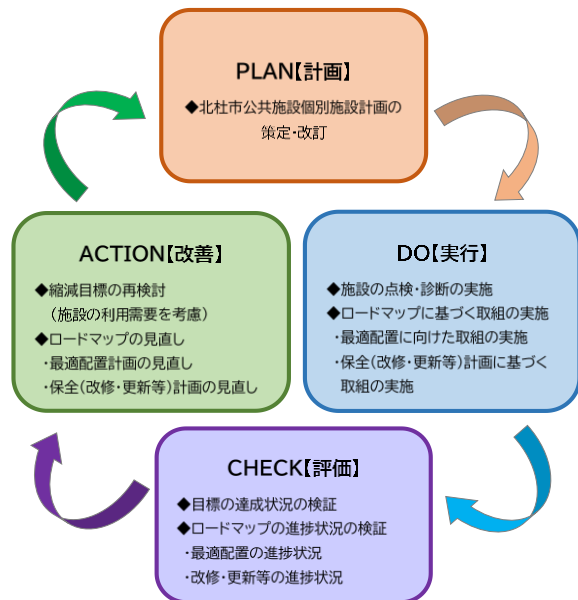 PLAN【計画】
◆北杜市公共施設個別施設計画の
策定・改訂
DO【実行】
◆施設の点検・診断の実施
◆ロードマップに基づく取組の実施
・最適配置に向けた取組の実施
・保全（改修・更新等）計画に基づく
取組の実施
CHECK【評価】
◆目標の達成状況の検証
◆ロードマップの進捗状況の検証
・最適配置の進捗状況
・改修・更新等の進捗状況
ACTION【改善】
◆縮減目標の再検討
（施設の利用需要を考慮）
◆ロードマップの見直し
・最適配置計画の見直し
・保全（改修・更新等）計画の見直し